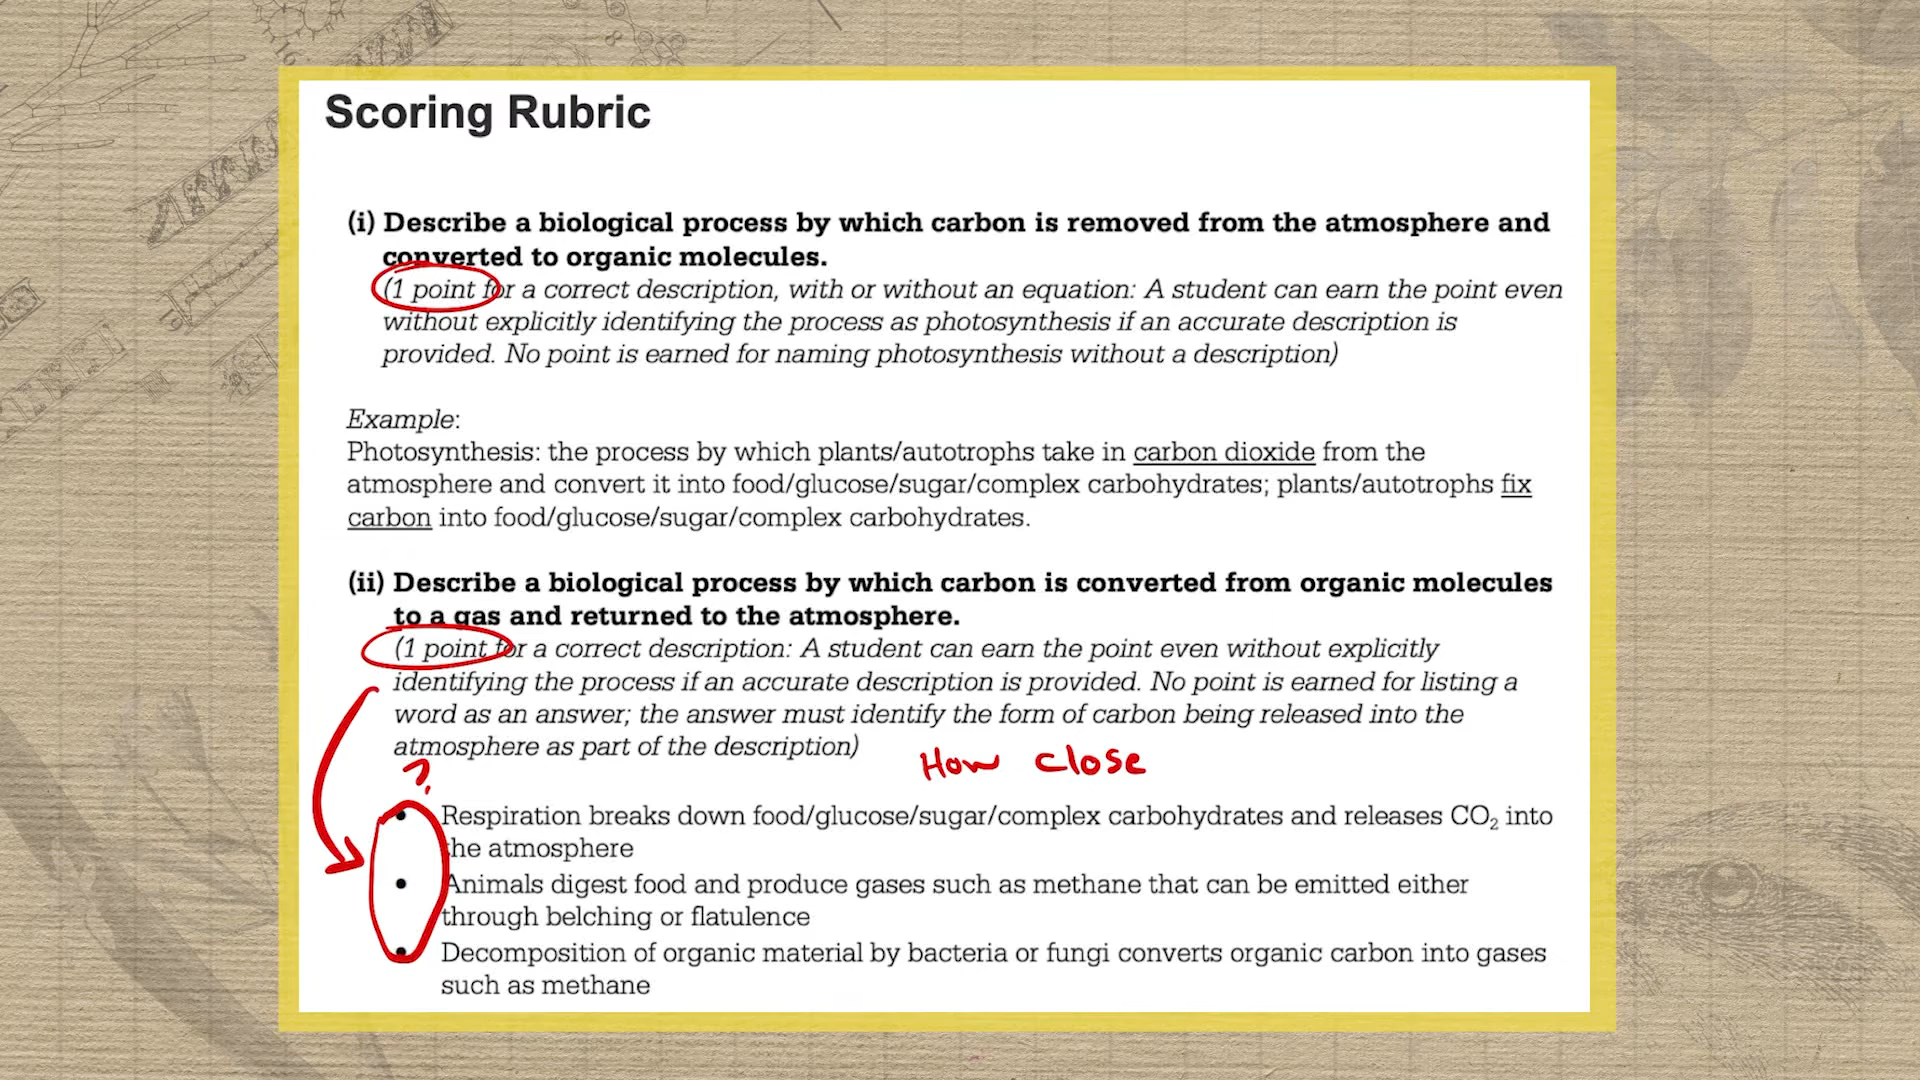 Scoring Rubric
(i) Describe a biological process by which carbon is removed from the atmosphere and
converted to organic molecules.
(1 point for a correct description, with or without an equation: A student can earn the point even
without explicitly identifying the process as photosynthesis if an accurate description is
provided. No point is earned for naming photosynthesis without a description)
Example:
Photosynthesis: the process by which plants/autotrophs take in carbon dioxide from the
atmosphere and convert it into food/glucose/sugar/complex carbohydrates; plants/autotrophs fix
carbon into food/glucose/sugar/complex carbohydrates.
(ii) Describe a biological process by which carbon is converted from organic molecules
to a gas and returned to the atmosphere.
(1 point for a correct description: A student can earn the point even without explicitly
identifying the process if an accurate description is provided. No point is earned for listing a
word as an answer; the answer must identify the form of carbon being released into the
atmosphere as part of the description)
? How close
• Respiration breaks down food/glucose/sugar/complex carbohydrates and releases CO₂ into
the atmosphere
• Animals digest food and produce gases such as methane that can be emitted either
through belching or flatulence
• Decomposition of organic material by bacteria or fungi converts organic carbon into gases
such as methane